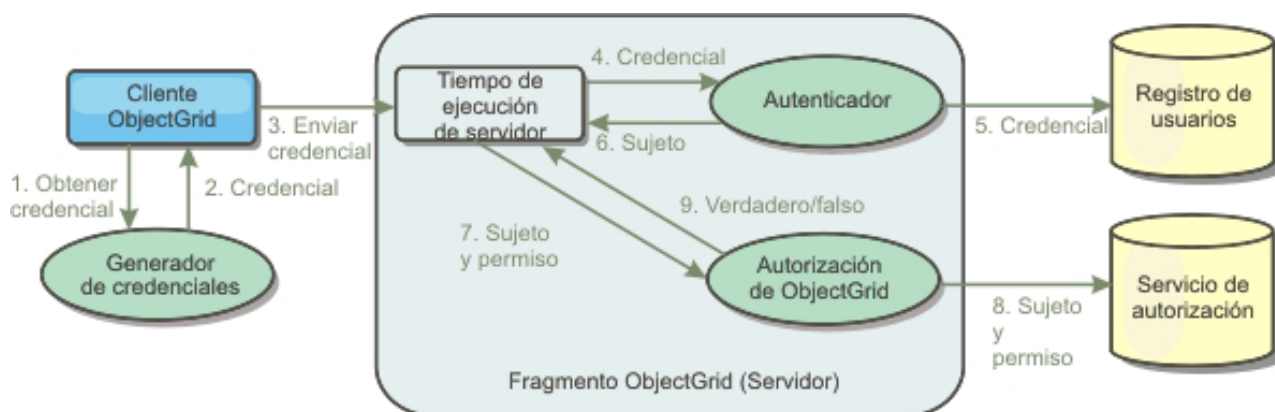 Cliente
ObjectGrid
1. Obtener
credencial
2. Credencial
Generador
de credenciales
3. Enviar
credencial
Tiempo de
ejecución
de servidor
4. Credencial
Autenticador
5. Credencial
Registro de
usuarios
6. Sujeto
7. Sujeto
y permiso
9. Verdadero/falso
Autorización
de ObjectGrid
8. Sujeto
y
permiso
Servicio de
autorización
Fragmento ObjectGrid (Servidor)